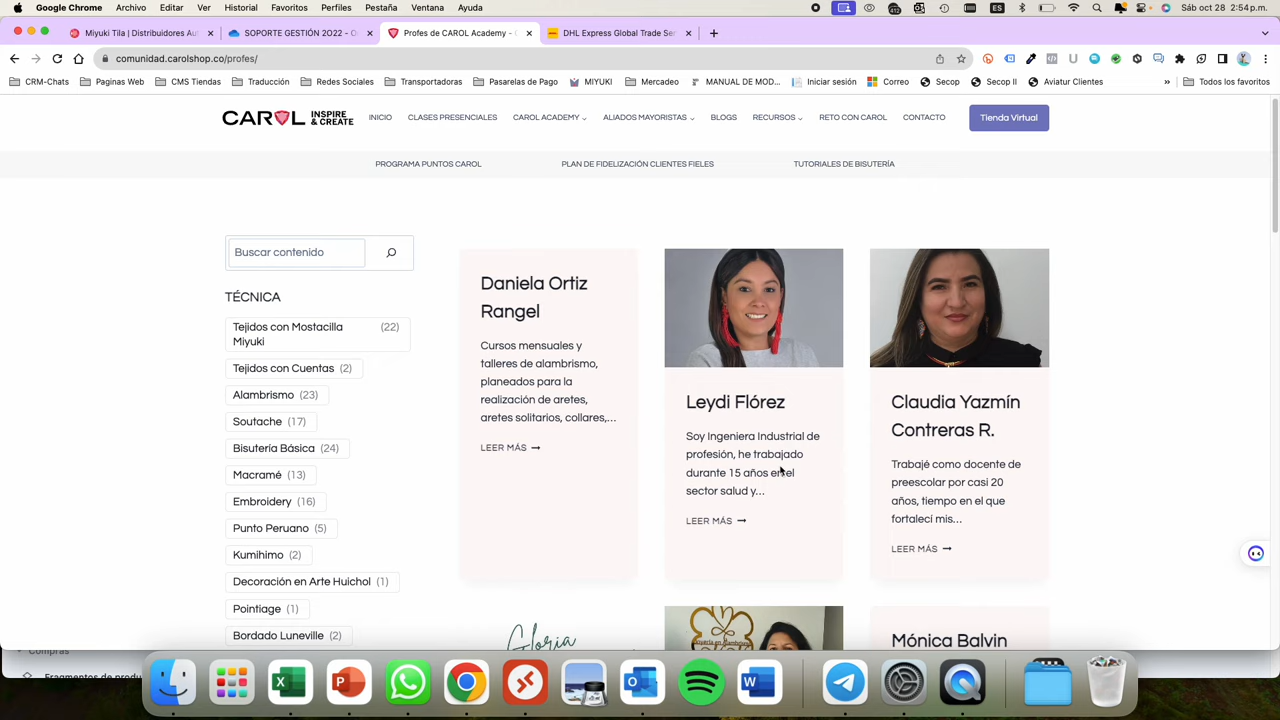 Google Chrome Archivo Editar Ver Historial Favoritos Perfiles Pestaña Ventana Ayuda
Sáb oct 28 2:54 p.m.
Miyuki Tila | Distribuidores Au
SOPORTE GESTIÓN 2022 - O
Profes de CAROL Academy - C
DHL Express Global Trade Ser
comunidad.carolshop.co/profes/
CRM-Chats Paginas Web CMS Tiendas Traducción Redes Sociales Transportadoras Pasarelas de Pago MIYUKI Mercadeo MANUAL DE MOD... Iniciar sesión Correo Secop Secop II Aviatur Clientes » Todos los favoritos
CAROL INSPIRE & CREATE
INICIO CLASES PRESENCIALES CAROL ACADEMY ALIADOS MAYORISTAS BLOGS RECURSOS RETO CON CAROL CONTACTO Tienda Virtual
PROGRAMA PUNTOS CAROL PLAN DE FIDELIZACIÓN CLIENTES FIELES TUTORIALES DE BISUTERÍA
Buscar contenido
TÉCNICA
Tejidos con Mostacilla (22)
Miyuki
Tejidos con Cuentas (2)
Alambrismo (23)
Soutache (17)
Bisutería Básica (24)
Macramé (13)
Embroidery (16)
Punto Peruano (5)
Kumihimo (2)
Decoración en Arte Huichol (1)
Pointiage (1)
Bordado Luneville (2)
Daniela Ortiz
Rangel
Cursos mensuales y
talleres de alambrismo,
planeados para la
realización de aretes,
aretes solitarios, collares,...
LEER MÁS
Leydi Flórez
Soy Ingeniera Industrial de
profesión, he trabajado
durante 15 años en el
sector salud y...
LEER MÁS
Claudia Yazmín
Contreras R.
Trabajé como docente de
preescolar por casi 20
años, tiempo en el que
fortalecí mis...
LEER MÁS
Gloria
Mónica Balvin
Compras
Fragmentos de produ